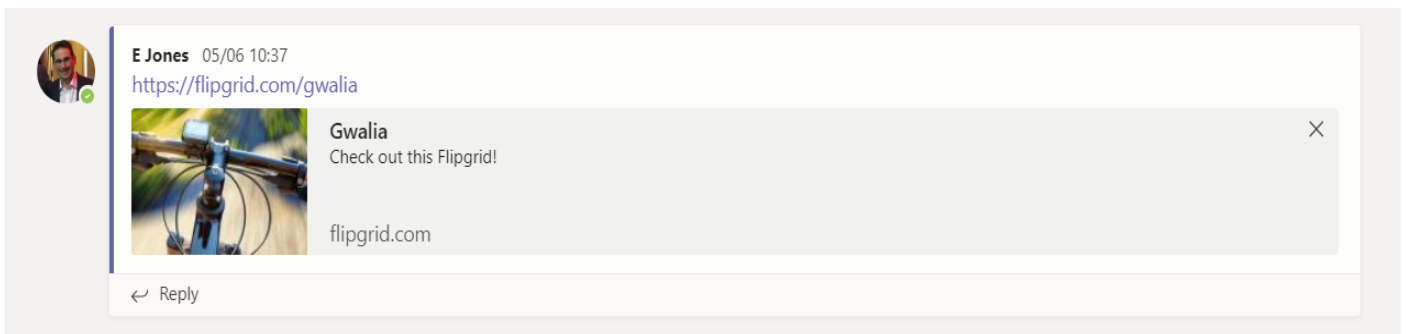 E Jones 05/06 10:37
https://flipgrid.com/gwalia
Gwalia
Check out this Flipgrid!
flipgrid.com
Reply